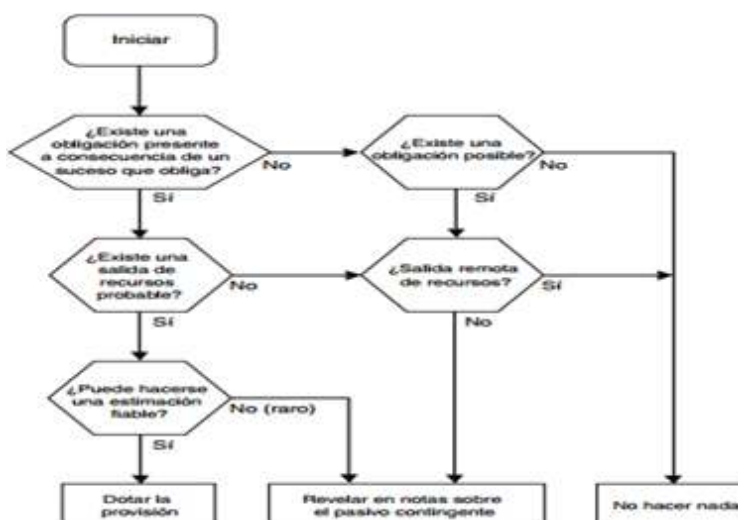 Iniciar
¿Existe una
obligación presente
a consecuencia de un
suceso que obliga?
No
¿Existe una
obligación posible?
No
Sí
Sí
¿Existe una
salida de
recursos
probable?
No
¿Salida remota
de recursos?
Sí
Sí
No
¿Puede hacerse
una estimación
fiable?
No (raro)
Sí
Dotar la
provisión
Revelar en notas sobre
el pasivo contingente
No hacer nada